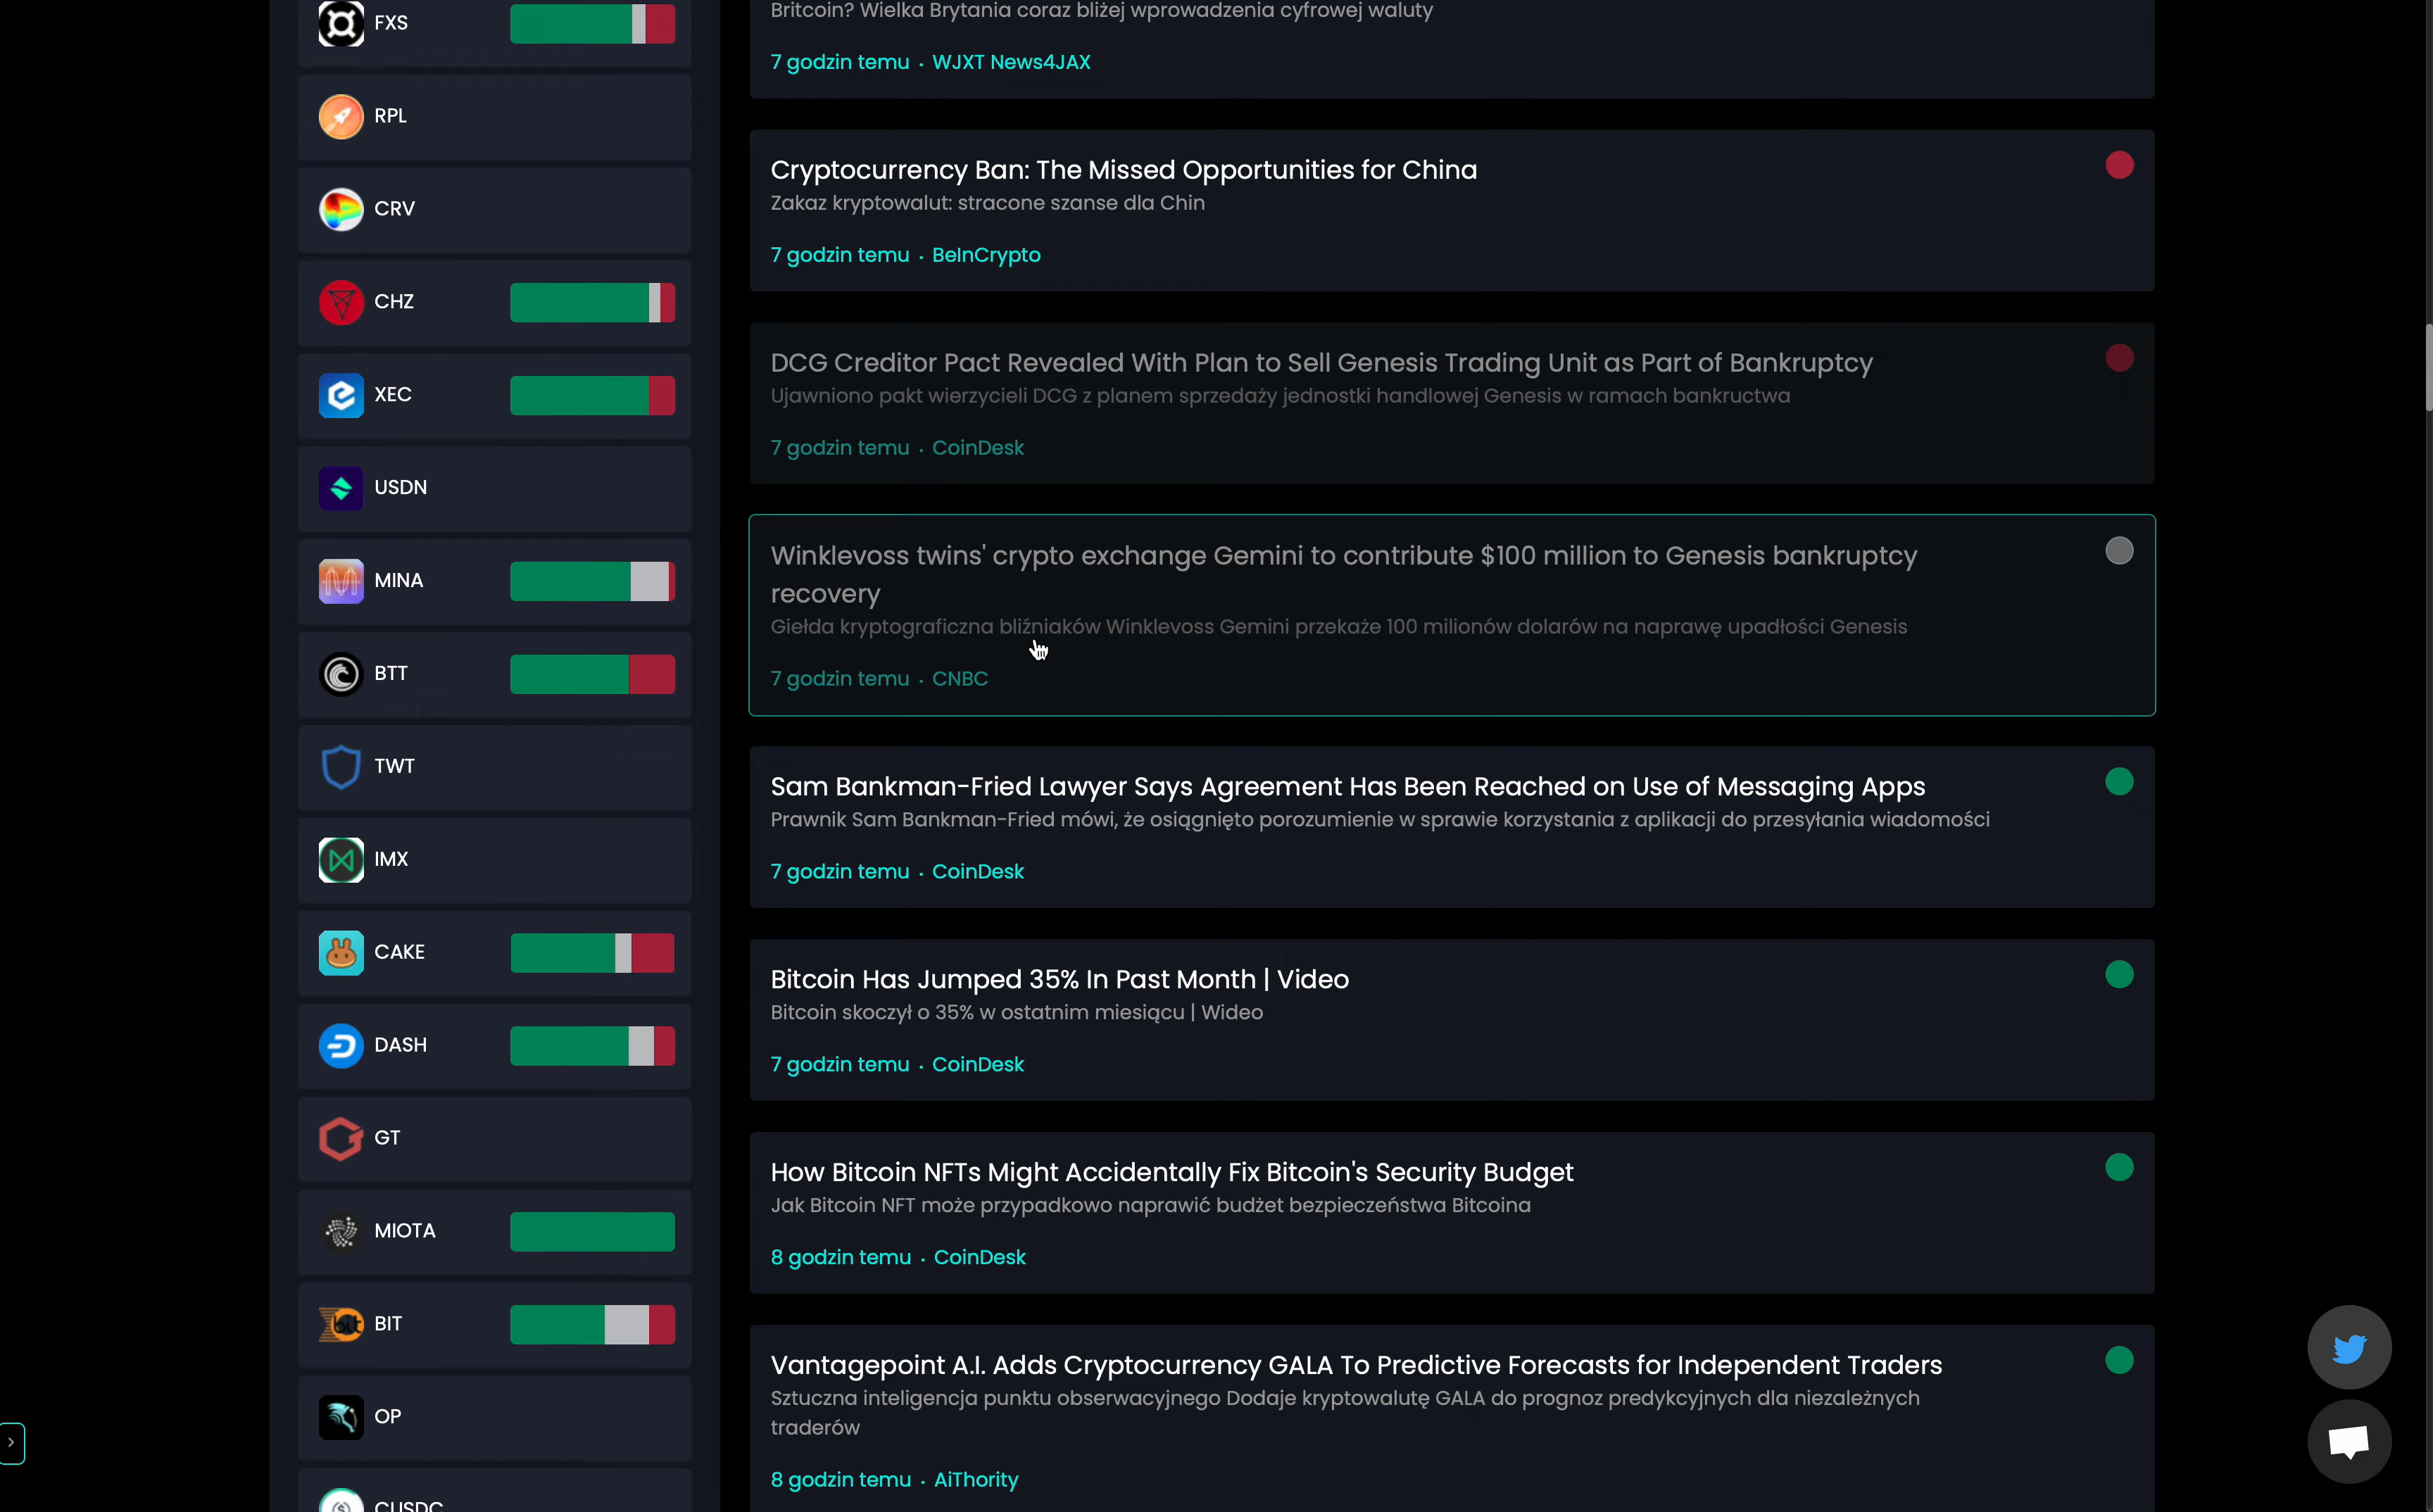 FXS
RPL
CRV
CHZ
XEC
USDN
MINA
BTT
TWT
IMX
CAKE
DASH
GT
MIOTA
BIT
OP
CUSDC
Britcoin? Wielka Brytania coraz bliżej wprowadzenia cyfrowej waluty
7 godzin temu · WJXT News4JAX
Cryptocurrency Ban: The Missed Opportunities for China
Zakaz kryptowalut: stracone szanse dla Chin
7 godzin temu · BeInCrypto
DCG Creditor Pact Revealed With Plan to Sell Genesis Trading Unit as Part of Bankruptcy
Ujawniono pakt wierzycieli DCG z planem sprzedaży jednostki handlowej Genesis w ramach bankructwa
7 godzin temu · CoinDesk
Winklevoss twins' crypto exchange Gemini to contribute $100 million to Genesis bankruptcy
recovery
Giełda kryptograficzna bliźniaków Winklevoss Gemini przekaże 100 milionów dolarów na naprawę upadłości Genesis
7 godzin temu · CNBC
Sam Bankman-Fried Lawyer Says Agreement Has Been Reached on Use of Messaging Apps
Prawnik Sam Bankman-Fried mówi, że osiągnięto porozumienie w sprawie korzystania z aplikacji do przesyłania wiadomości
7 godzin temu · CoinDesk
Bitcoin Has Jumped 35% In Past Month | Video
Bitcoin skoczył o 35% w ostatnim miesiącu | Wideo
7 godzin temu · CoinDesk
How Bitcoin NFTs Might Accidentally Fix Bitcoin's Security Budget
Jak Bitcoin NFT może przypadkowo naprawić budżet bezpieczeństwa Bitcoina
8 godzin temu · CoinDesk
Vantagepoint A.I. Adds Cryptocurrency GALA To Predictive Forecasts for Independent Traders
Sztuczna inteligencja punktu obserwacyjnego Dodaje kryptowalutę GALA do prognoz predykcyjnych dla niezależnych
traderów
8 godzin temu · AiThority